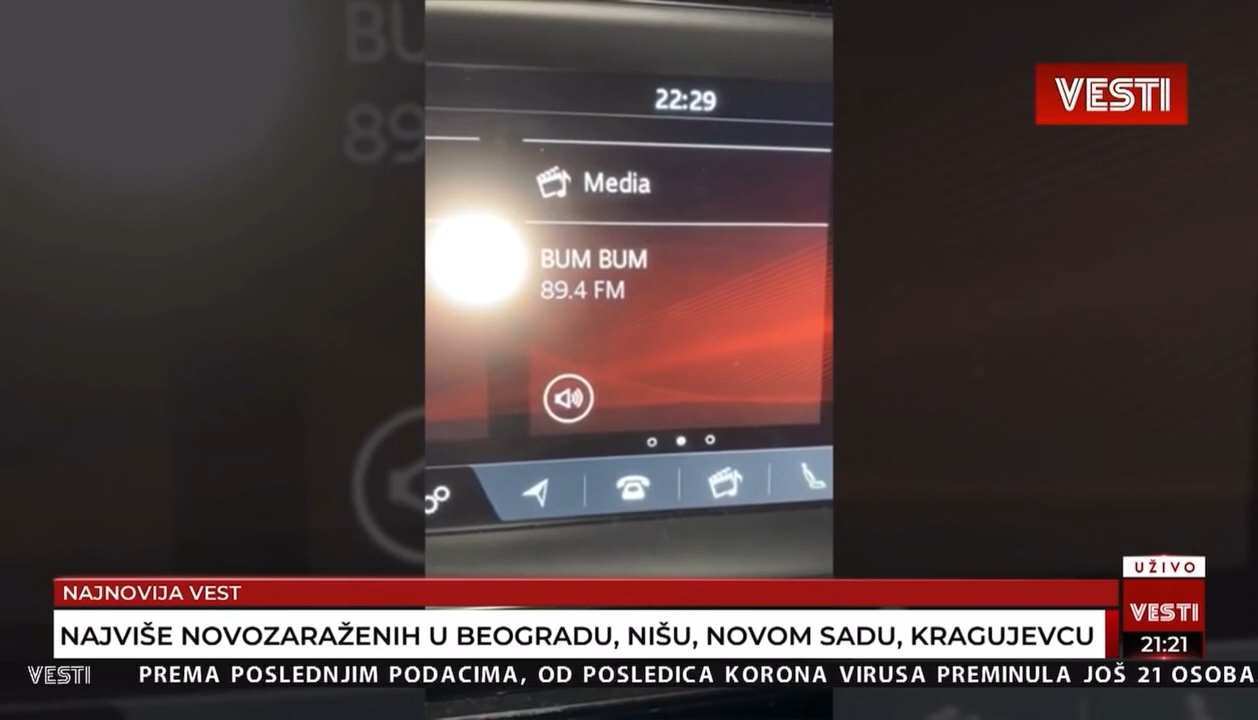 BU
89
22:29
VESTI
Media
BUM BUM
89.4 FM
UŽIVO
NAJNOVIJA VEST
VESTI
NAJVIŠE NOVOZARAŽENIH U BEOGRADU, NIŠU, NOVOM SADU, KRAGUJEVCU
21:21
VESTI PREMA POSLEDNJIM PODACIMA, OD POSLEDICA KORONA VIRUSA PREMINULA JOŠ 21 OSOBA.